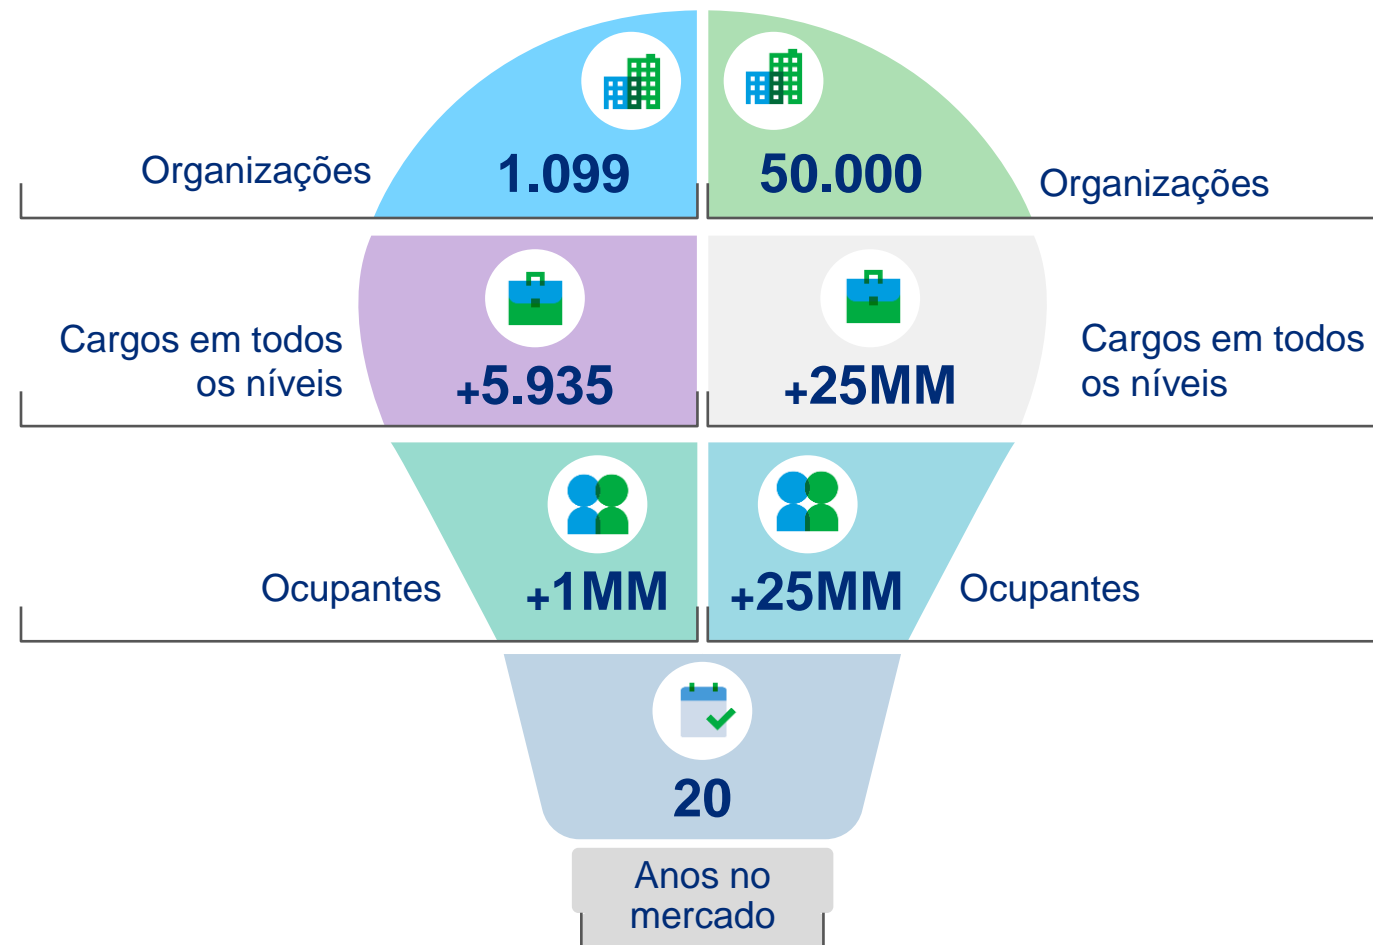 Organizações
1.099
50.000
Organizações
Cargos em todos
os níveis
+5.935
+25MM
Cargos em todos
os níveis
Ocupantes
+1MM
+25MM
Ocupantes
20
Anos no
mercado